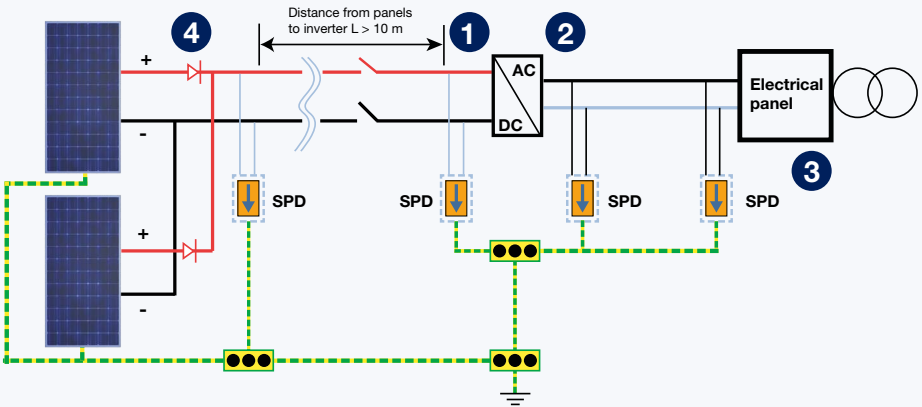 Distance from panels
to inverter L > 10 m
4
1
2
+
AC
DC
Electrical
panel
-
3
SPD
SPD
SPD
SPD
+
-